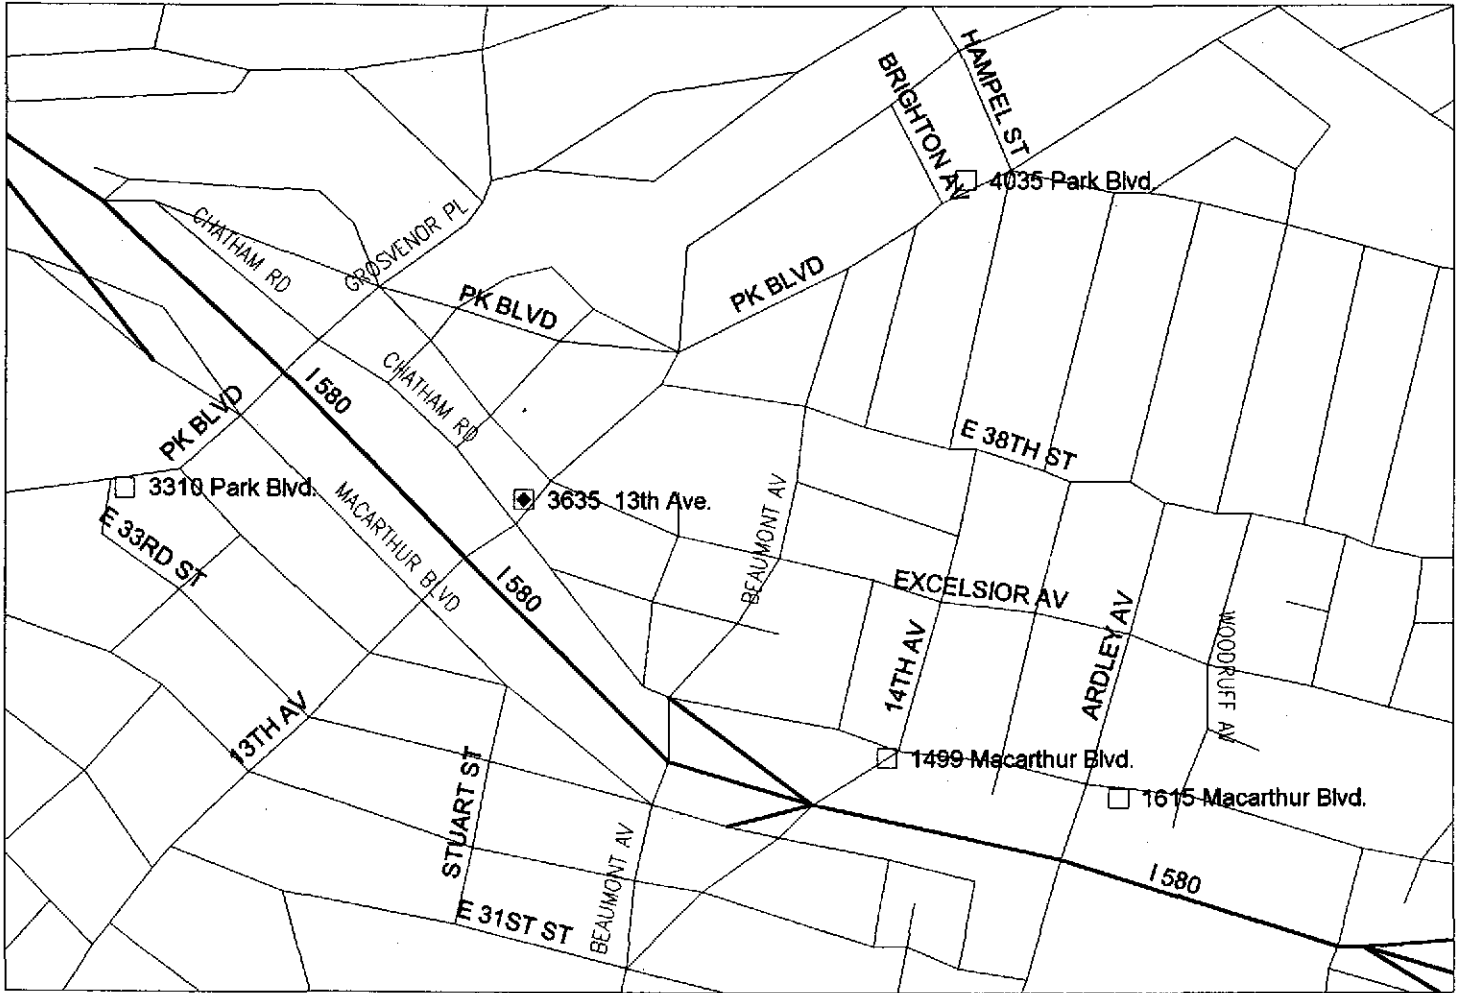 HAMPEL ST
BRIGHTON AV
4035 Park Blvd.
CHATHAM RD
GROSVENOR PL
PK BLVD
PK BLVD
CHATHAM RD
I 580
PK BLVD
E 38TH ST
3310 Park Blvd.
MACARTHUR BLVD
3635 13th Ave.
BEAUMONT AV
E 33RD ST
I 580
EXCELSIOR AV
ARDLEY AV
WOODRUFF AV
14TH AV
13TH AV
STUART ST
1499 Macarthur Blvd.
1615 Macarthur Blvd.
BEAUMONT AV
I 580
E 31ST ST